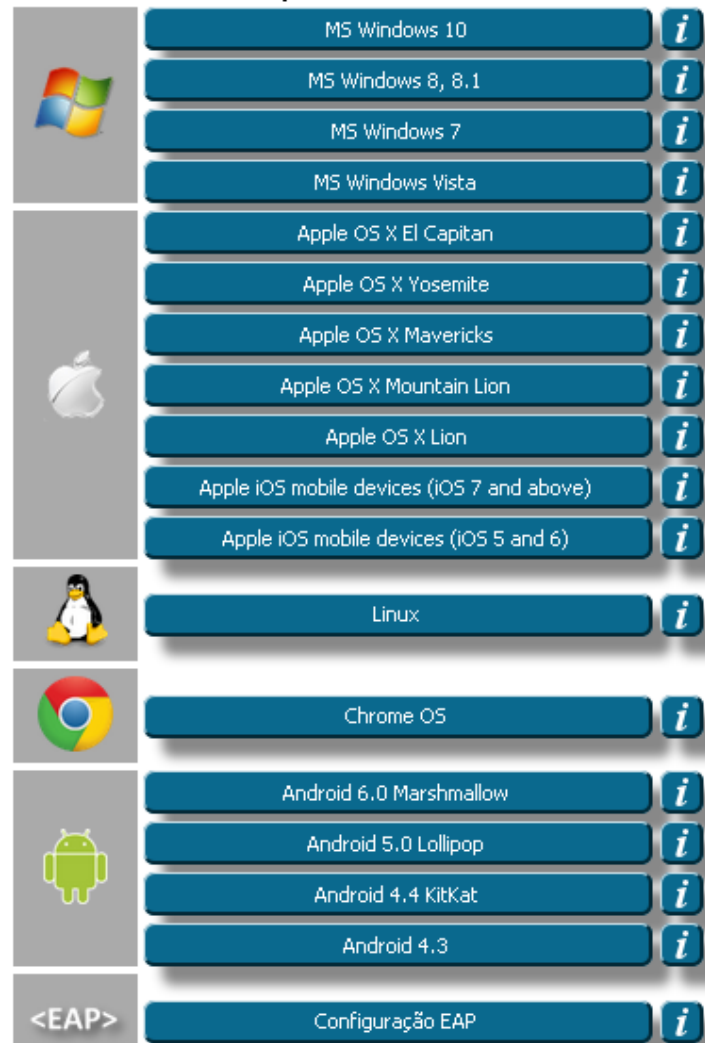 MS Windows 10
i
MS Windows 8, 8.1
i
MS Windows 7
i
MS Windows Vista
i
Apple OS X El Capitan
i
Apple OS X Yosemite
i
Apple OS X Mavericks
i
Apple OS X Mountain Lion
i
Apple OS X Lion
i
Apple iOS mobile devices (iOS 7 and above)
i
Apple iOS mobile devices (iOS 5 and 6)
i
Linux
i
Chrome OS
i
Android 6.0 Marshmallow
i
Android 5.0 Lollipop
i
Android 4.4 KitKat
i
Android 4.3
i
<EAP>
Configuração EAP
i